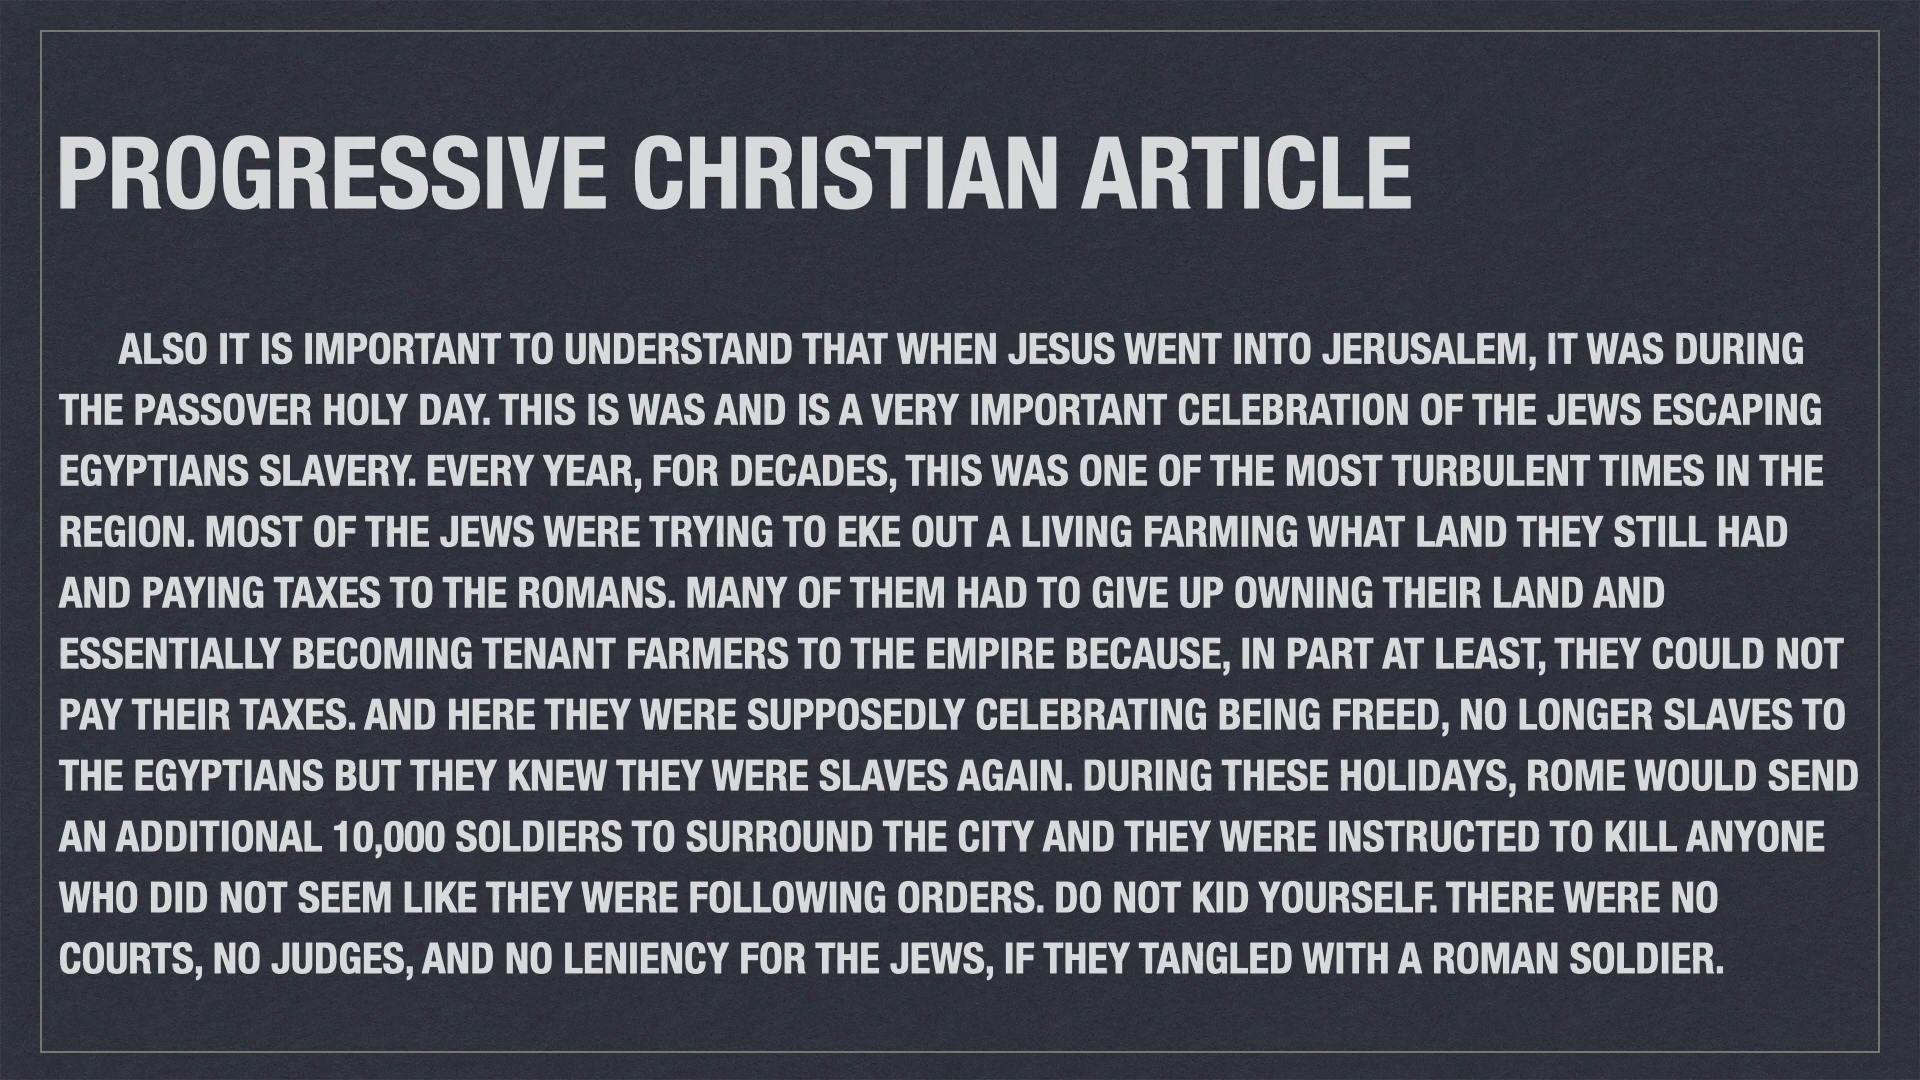 PROGRESSIVE CHRISTIAN ARTICLE
ALSO IT IS IMPORTANT TO UNDERSTAND THAT WHEN JESUS WENT INTO JERUSALEM, IT WAS DURING
THE PASSOVER HOLY DAY. THIS IS WAS AND IS A VERY IMPORTANT CELEBRATION OF THE JEWS ESCAPING
EGYPTIANS SLAVERY. EVERY YEAR, FOR DECADES, THIS WAS ONE OF THE MOST TURBULENT TIMES IN THE
REGION. MOST OF THE JEWS WERE TRYING TO EKE OUT A LIVING FARMING WHAT LAND THEY STILL HAD
AND PAYING TAXES TO THE ROMANS. MANY OF THEM HAD TO GIVE UP OWNING THEIR LAND AND
ESSENTIALLY BECOMING TENANT FARMERS TO THE EMPIRE BECAUSE, IN PART AT LEAST, THEY COULD NOT
PAY THEIR TAXES. AND HERE THEY WERE SUPPOSEDLY CELEBRATING BEING FREED, NO LONGER SLAVES TO
THE EGYPTIANS BUT THEY KNEW THEY WERE SLAVES AGAIN. DURING THESE HOLIDAYS, ROME WOULD SEND
AN ADDITIONAL 10,000 SOLDIERS TO SURROUND THE CITY AND THEY WERE INSTRUCTED TO KILL ANYONE
WHO DID NOT SEEM LIKE THEY WERE FOLLOWING ORDERS. DO NOT KID YOURSELF. THERE WERE NO
COURTS, NO JUDGES, AND NO LENIENCY FOR THE JEWS, IF THEY TANGLED WITH A ROMAN SOLDIER.